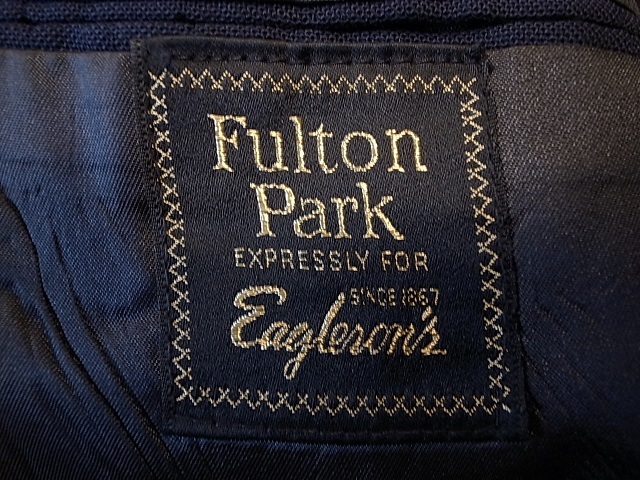 Fulton
Park
EXPRESSLY FOR
SINCE 1867
Eagleson's